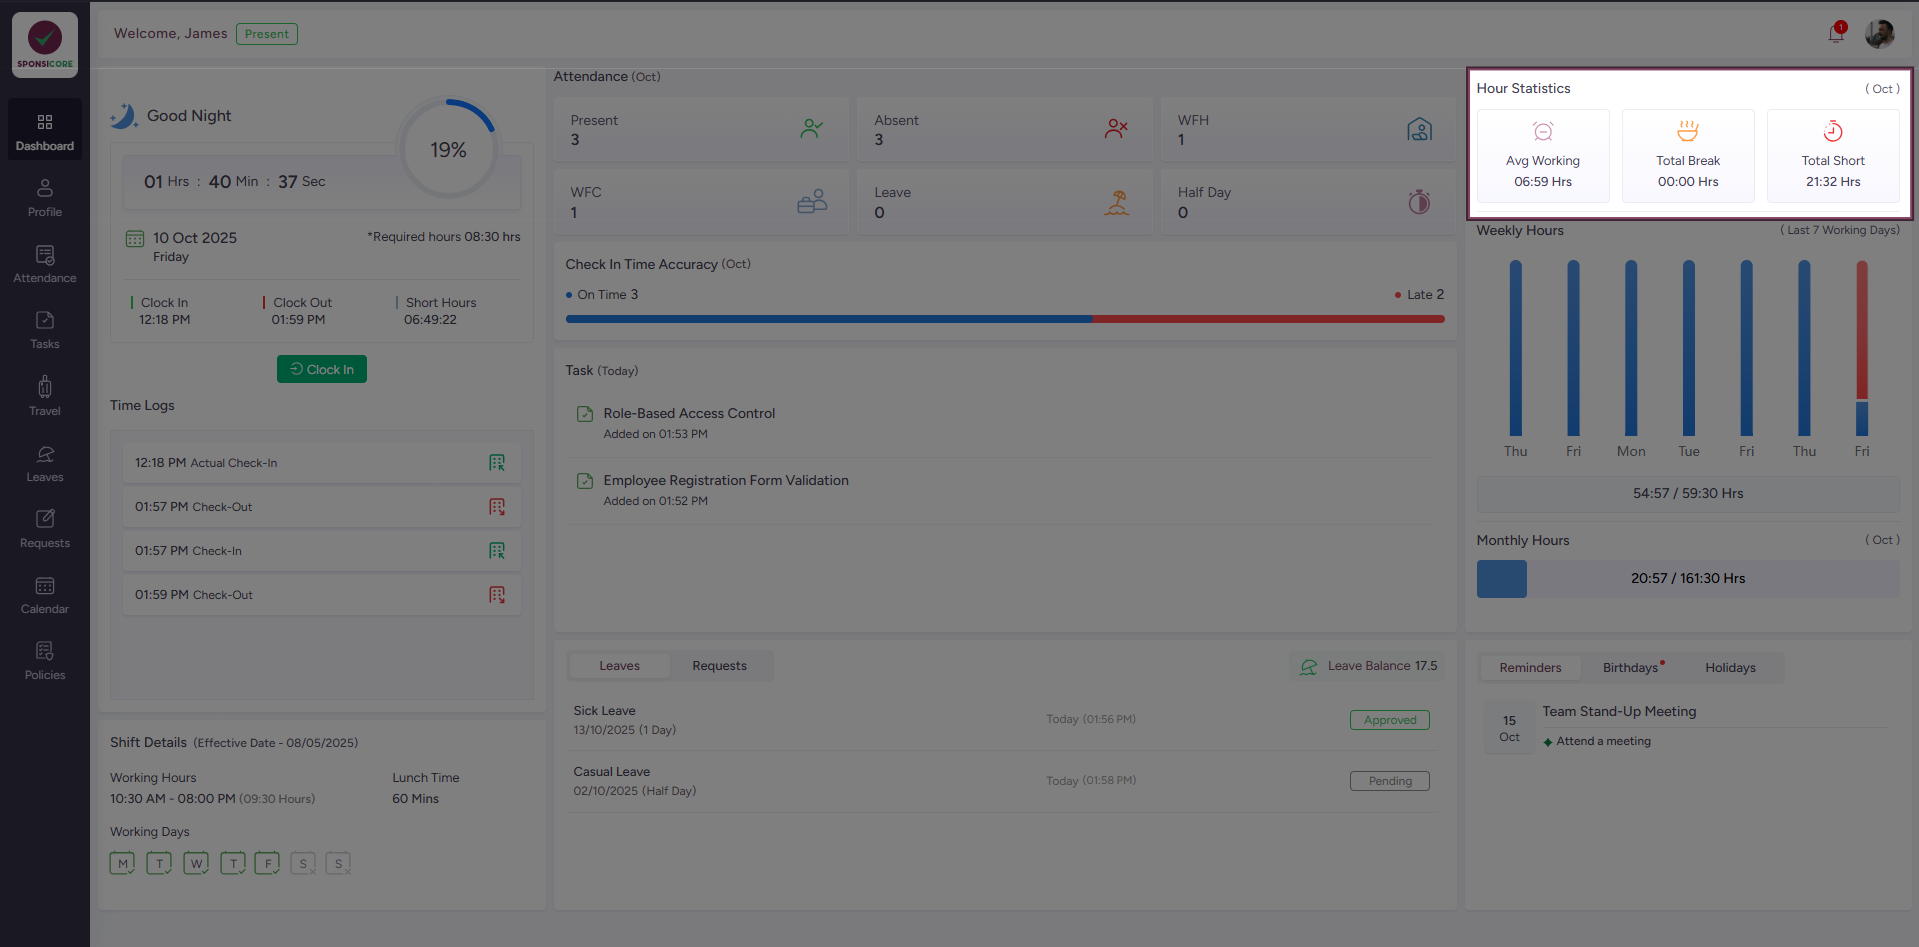 SPONSICORE
Dashboard
Profile
Attendance
Tasks
Travel
Leaves
Requests
Calendar
Policies
Welcome, James Present
1
Good Night
19%
01 Hrs : 40 Min : 37 Sec
10 Oct 2025
Friday
*Required hours 08:30 hrs
Clock In
12:18 PM
Clock Out
01:59 PM
Short Hours
06:49:22
Clock In
Time Logs
12:18 PM Actual Check-In
01:57 PM Check-Out
01:57 PM Check-In
01:59 PM Check-Out
Shift Details (Effective Date - 08/05/2025)
Working Hours
10:30 AM - 08:00 PM (09:30 Hours)
Lunch Time
60 Mins
Working Days
M T W T F S S
Attendance (Oct)
Present
3
Absent
3
WFH
1
WFC
1
Leave
0
Half Day
0
Check In Time Accuracy (Oct)
On Time 3
Late 2
Task (Today)
Role-Based Access Control
Added on 01:53 PM
Employee Registration Form Validation
Added on 01:52 PM
Leaves Requests
Leave Balance 17.5
Sick Leave
13/10/2025 (1 Day)
Today (01:56 PM)
Approved
Casual Leave
02/10/2025 (Half Day)
Today (01:58 PM)
Pending
Hour Statistics
( Oct )
Avg Working
06:59 Hrs
Total Break
00:00 Hrs
Total Short
21:32 Hrs
Weekly Hours
( Last 7 Working Days)
Thu Fri Mon Tue Fri Thu Fri
54:57 / 59:30 Hrs
Monthly Hours
( Oct )
20:57 / 161:30 Hrs
Reminders Birthdays Holidays
15
Oct
Team Stand-Up Meeting
Attend a meeting